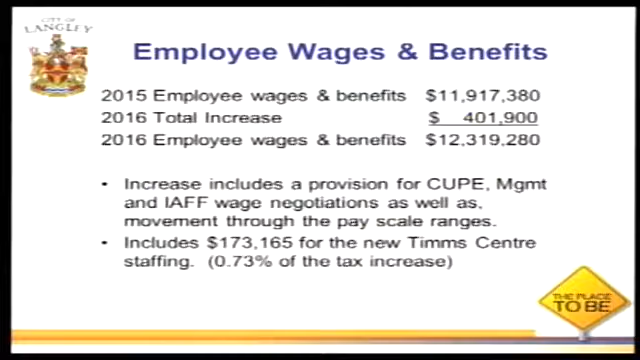 CITY OF
LANGLEY
Employee Wages & Benefits
2015 Employee wages & benefits $11,917,380
2016 Total Increase $ 401,900
2016 Employee wages & benefits $12,319,280
• Increase includes a provision for CUPE, Mgmt
and IAFF wage negotiations as well as,
movement through the pay scale ranges.
• Includes $173,165 for the new Timms Centre
staffing. (0.73% of the tax increase)
THE PLACE
TO BE